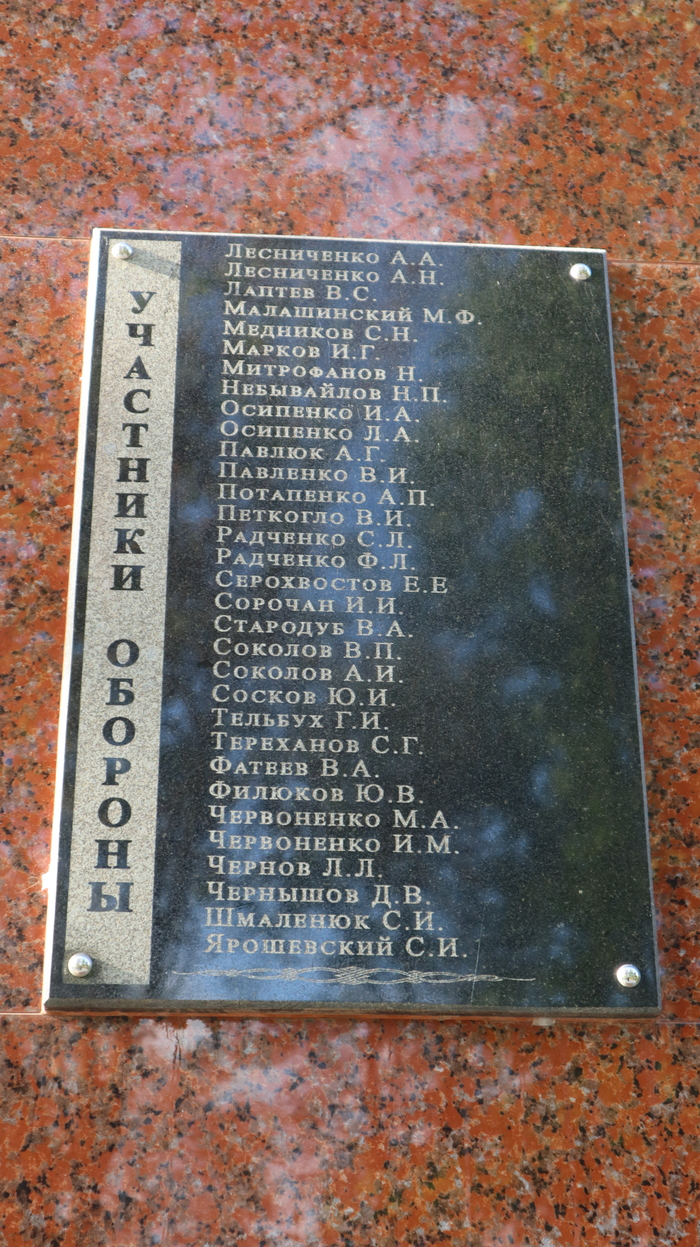 УЧАСТНИКИ ОБОРОНЫ
ЛЕСНИЧЕНКО А.А.
ЛЕСНИЧЕНКО А.Н.
ЛАПТЕВ В.С.
МАЛАШИНСКИЙ М.Ф.
МЕДНИКОВ С.Н.
МАРКОВ И.Г.
МИТРОФАНОВ Н.
НЕБЫВАЙЛОВ Н.П.
ОСИПЕНКО И.А.
ОСИПЕНКО Л.А.
ПАВЛЮК А.Г.
ПАВЛЕНКО В.И.
ПОТАПЕНКО А.П.
ПЕТКОГЛО В.И.
РАДЧЕНКО С.Л.
РАДЧЕНКО Ф.Л.
СЕРОХВОСТОВ Е.Е
СОРОЧАН И.И.
СТАРОДУБ В.А.
СОКОЛОВ В.П.
СОКОЛОВ А.И.
СОСКОВ Ю.И.
ТЕЛЬБУХ Г.И.
ТЕРЕХАНОВ С.Г.
ФАТЕЕВ В.А.
ФИЛЮКОВ Ю.В.
ЧЕРВОНЕНКО М.А.
ЧЕРВОНЕНКО И.М.
ЧЕРНОВ Л.Л.
ЧЕРНЫШОВ Д.В.
ШМАЛЕНЮК С.И.
ЯРОШЕВСКИЙ С.И.